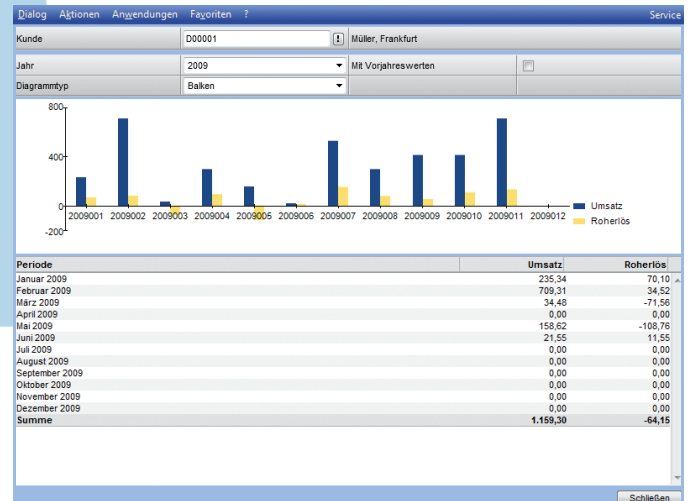 Dialog Aktionen Anwendungen Favoriten ? Service
Kunde D00001 ! Müller, Frankfurt
Jahr 2009 Mit Vorjahreswerten
Diagrammtyp Balken
800
400
0
-200
2009001 2009002 2009003 2009004 2009005 2009006 2009007 2009008 2009009 2009010 2009011 2009012
Umsatz
Roherlös
Periode Umsatz Roherlös
Januar 2009 235,34 70,10
Februar 2009 709,31 34,52
März 2009 34,48 -71,56
April 2009 0,00 0,00
Mai 2009 158,62 -108,76
Juni 2009 21,55 11,55
Juli 2009 0,00 0,00
August 2009 0,00 0,00
September 2009 0,00 0,00
Oktober 2009 0,00 0,00
November 2009 0,00 0,00
Dezember 2009 0,00 0,00
Summe 1.159,30 -64,15
Schließen